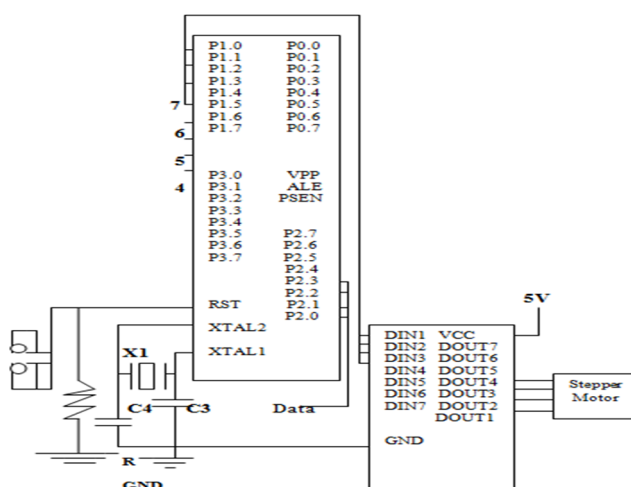 P1.0 P0.0
P1.1 P0.1
P1.2 P0.2
P1.3 P0.3
P1.4 P0.4
P1.5 P0.5
P1.6 P0.6
P1.7 P0.7
7
6
5
4
P3.0 VPP
P3.1 ALE
P3.2 PSEN
P3.3
P3.4
P3.5 P2.7
P3.6 P2.6
P3.7 P2.5
P2.4
P2.3
P2.2
RST P2.1
P2.0
XTAL2
X1 XTAL1
C4 C3 Data
R
GND
5V
DIN1 VCC
DIN2 DOUT7
DIN3 DOUT6
DIN4 DOUT5
DIN5 DOUT4
DIN6 DOUT3
DIN7 DOUT2
DOUT1
GND
Stepper
Motor